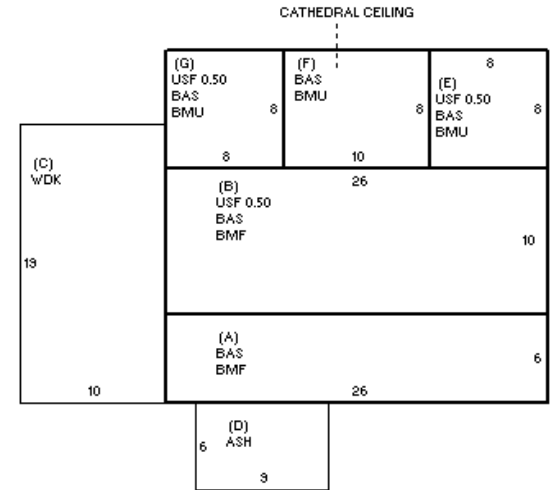 CATHEDRAL CEILING
(G)
USF 0.50
BAS
BMU
8
8
(F)
BAS
BMU
8
10
8
(E)
USF 0.50
BAS
BMU
8
(C)
WDK
19
10
26
(B)
USF 0.50
BAS
BMF
10
(A)
BAS
BMF
6
26
(D)
ASH
6
9